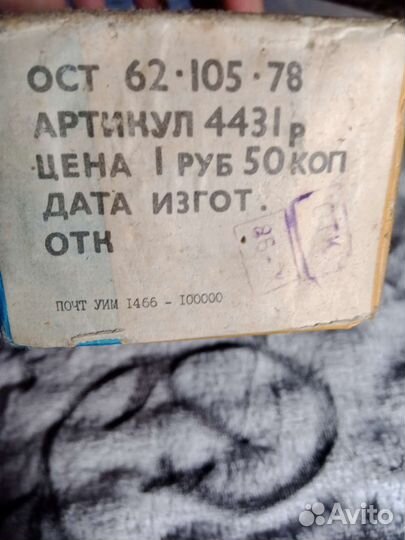 ОСТ 62·105·78
АРТИКУЛ 4431р
ЦЕНА 1 РУБ 50 КОП
ДАТА ИЗГОТ.
ОТК
ПОЧТ УИМ 1466 - 100000
Avito